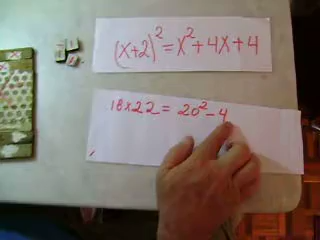 (x+2)² = x² + 4x + 4
18 x 22 = 20² - 4